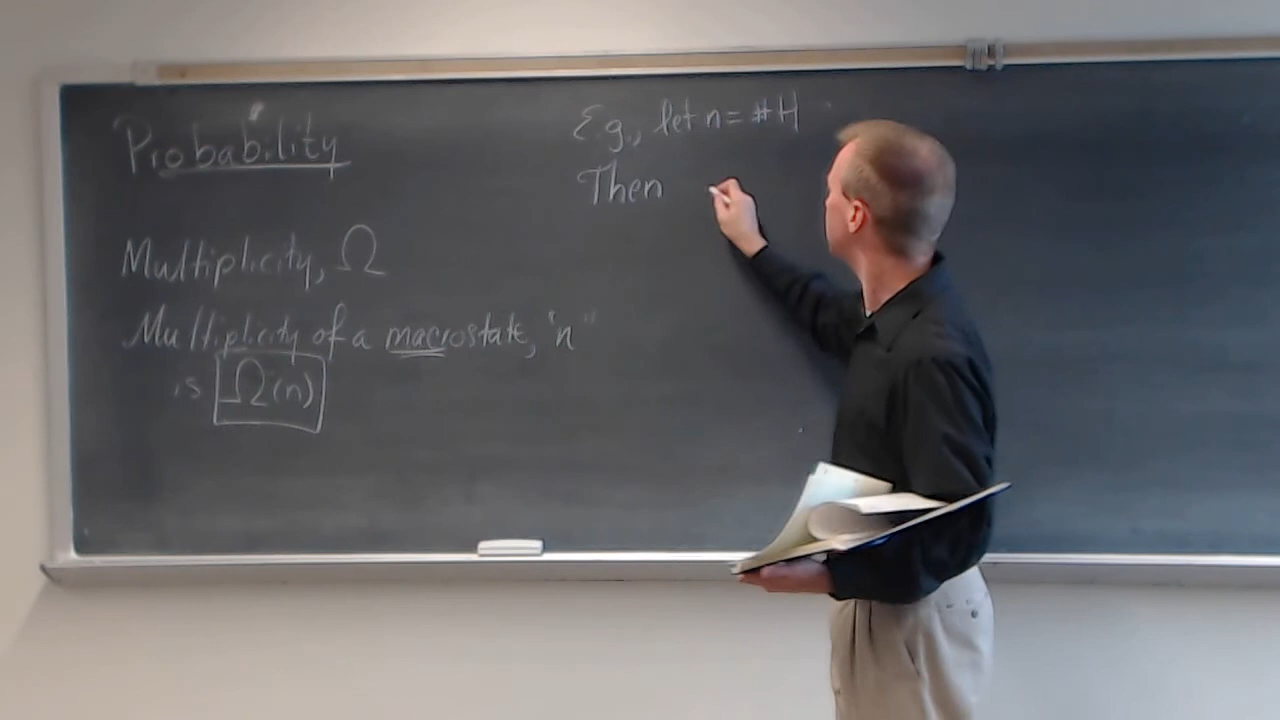 Probability
Multiplicity, Ω
Multiplicity of a macrostate, "n"
is Ω(n)
E.g., let n = #H
Then